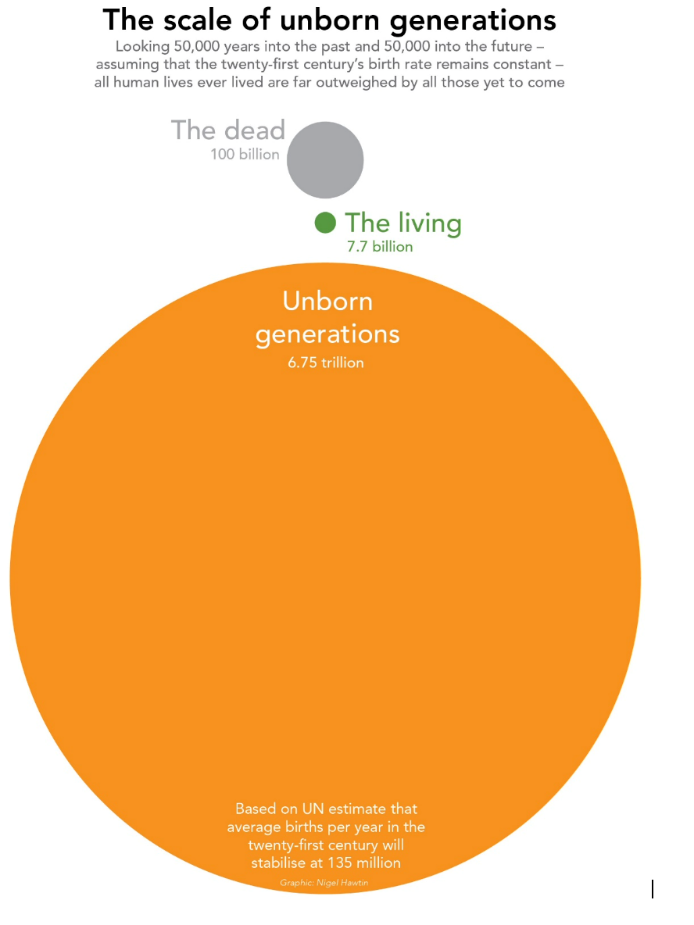 The scale of unborn generations
Looking 50,000 years into the past and 50,000 into the future –
assuming that the twenty-first century's birth rate remains constant –
all human lives ever lived are far outweighed by all those yet to come
The dead
100 billion
The living
7.7 billion
Unborn
generations
6.75 trillion
Based on UN estimate that
average births per year in the
twenty-first century will
stabilise at 135 million
Graphic: Nigel Hawtin